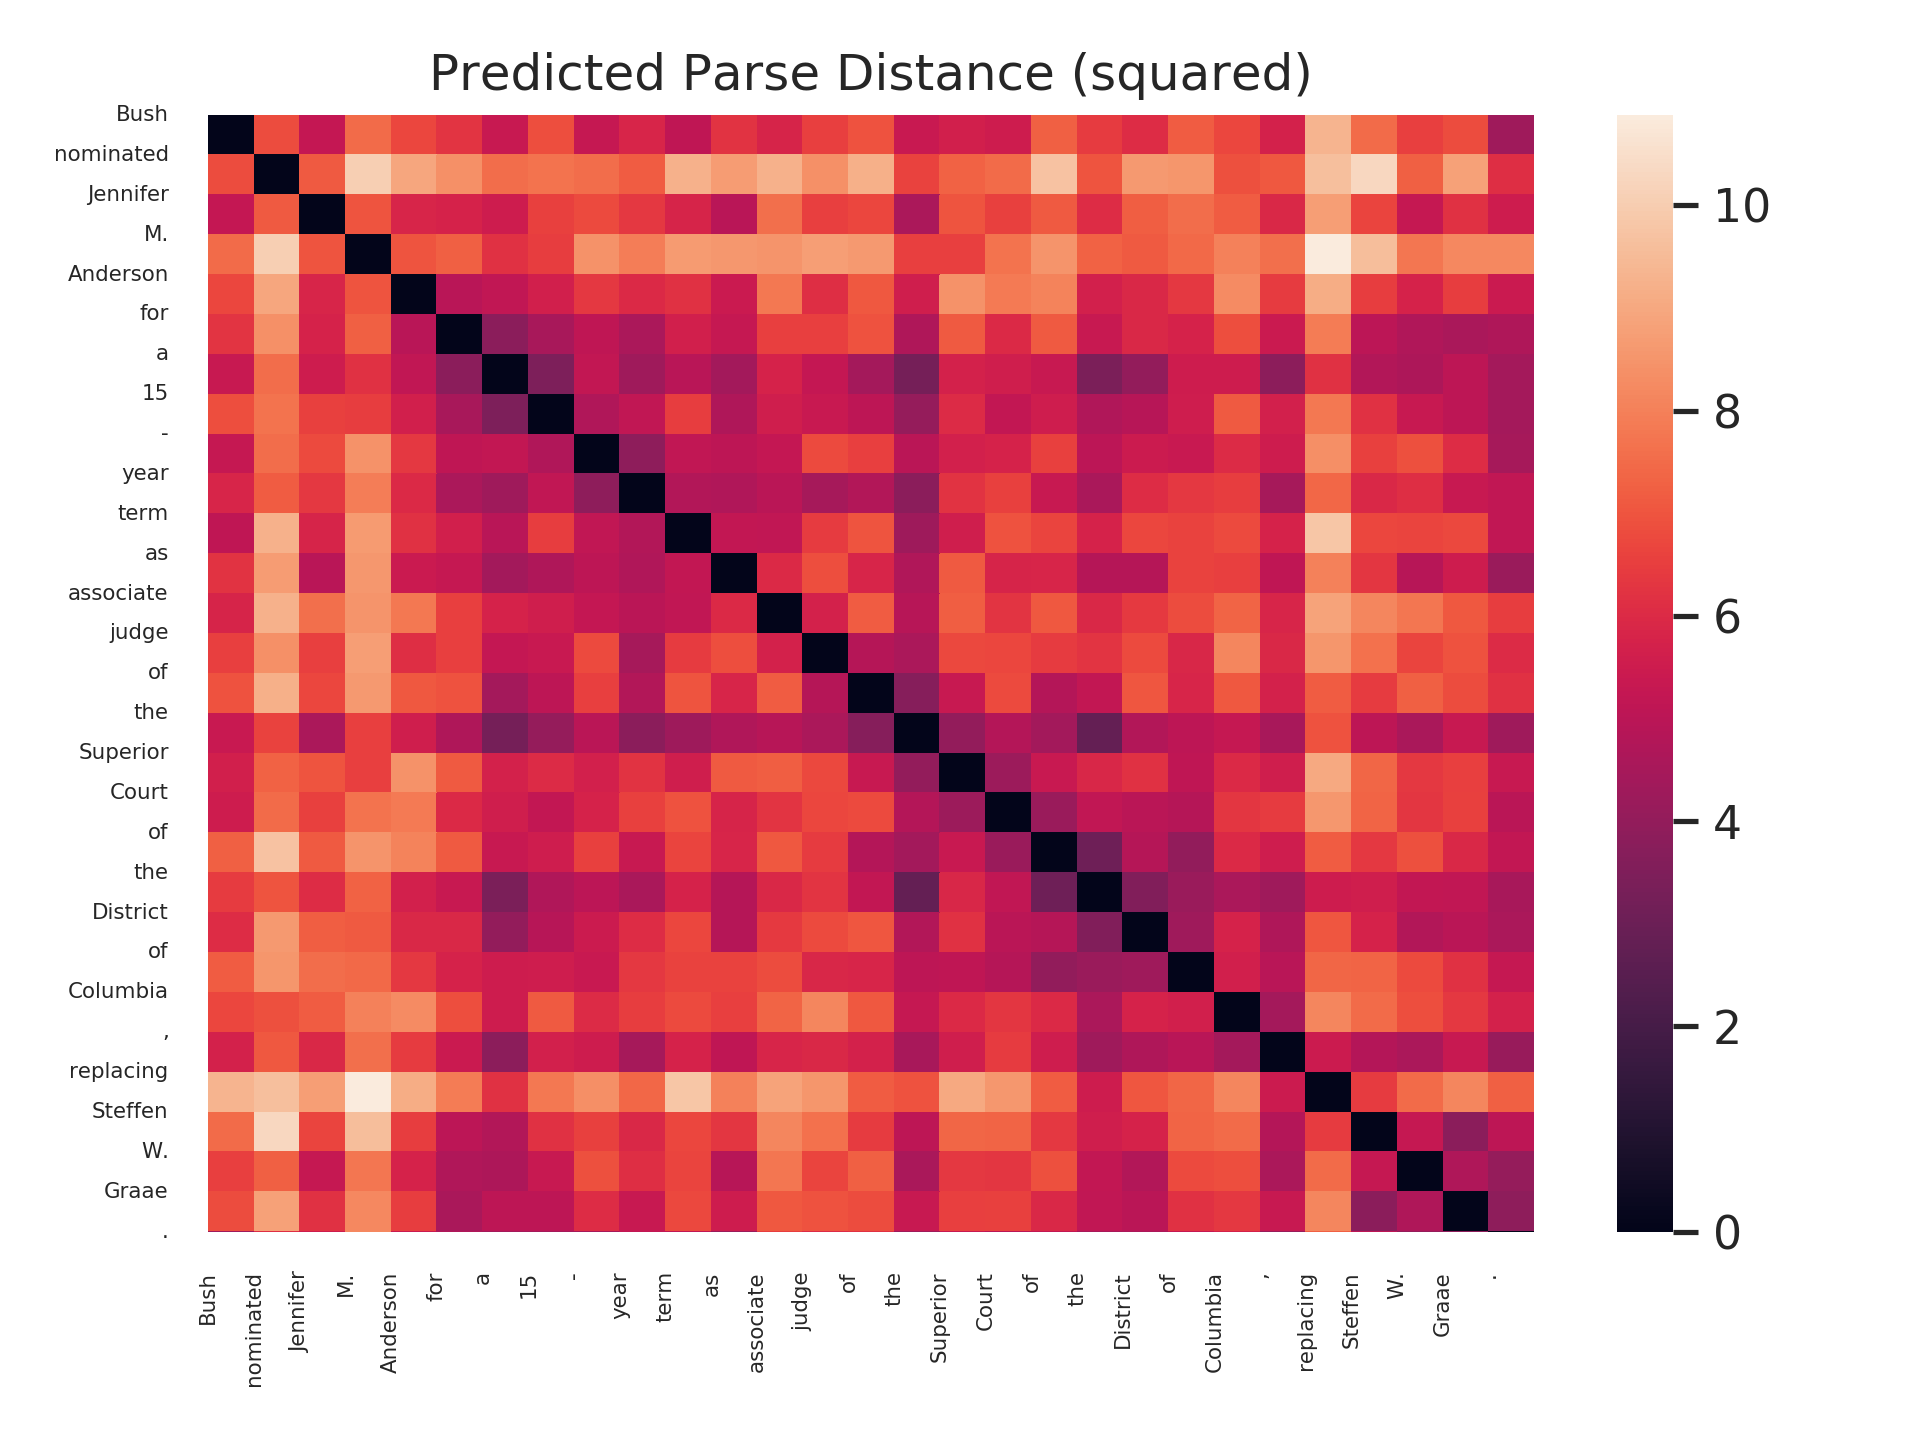 Predicted Parse Distance (squared)
Bush
nominated
Jennifer
M.
Anderson
for
a
15
-
year
term
as
associate
judge
of
the
Superior
Court
of
the
District
of
Columbia
,
replacing
Steffen
W.
Graae
.
10
8
6
4
2
0
Bush nominated Jennifer M. Anderson for a 15 - year term as associate judge of the Superior Court of the District of Columbia , replacing Steffen W. Graae .